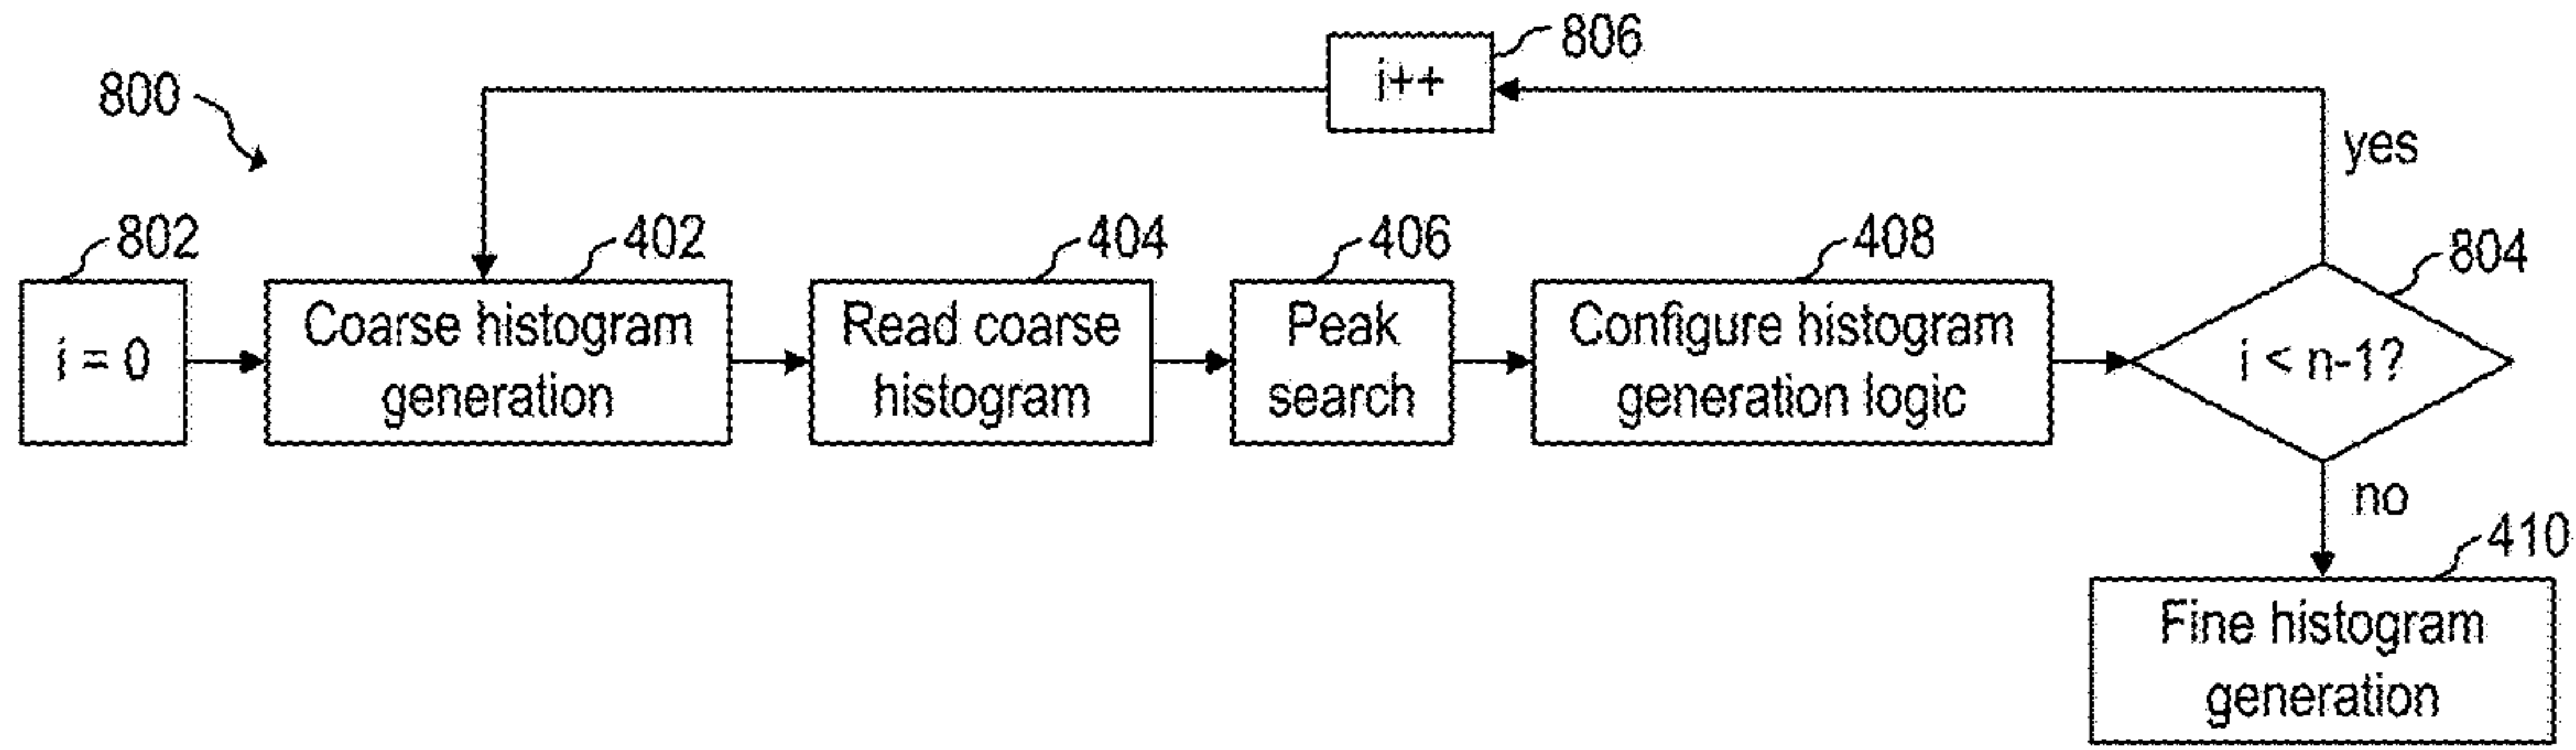 806
i++
800
yes
802
402
404
406
408
804
i = 0
Coarse histogram
generation
Read coarse
histogram
Peak
search
Configure histogram
generation logic
i < n-1?
no
410
Fine histogram
generation